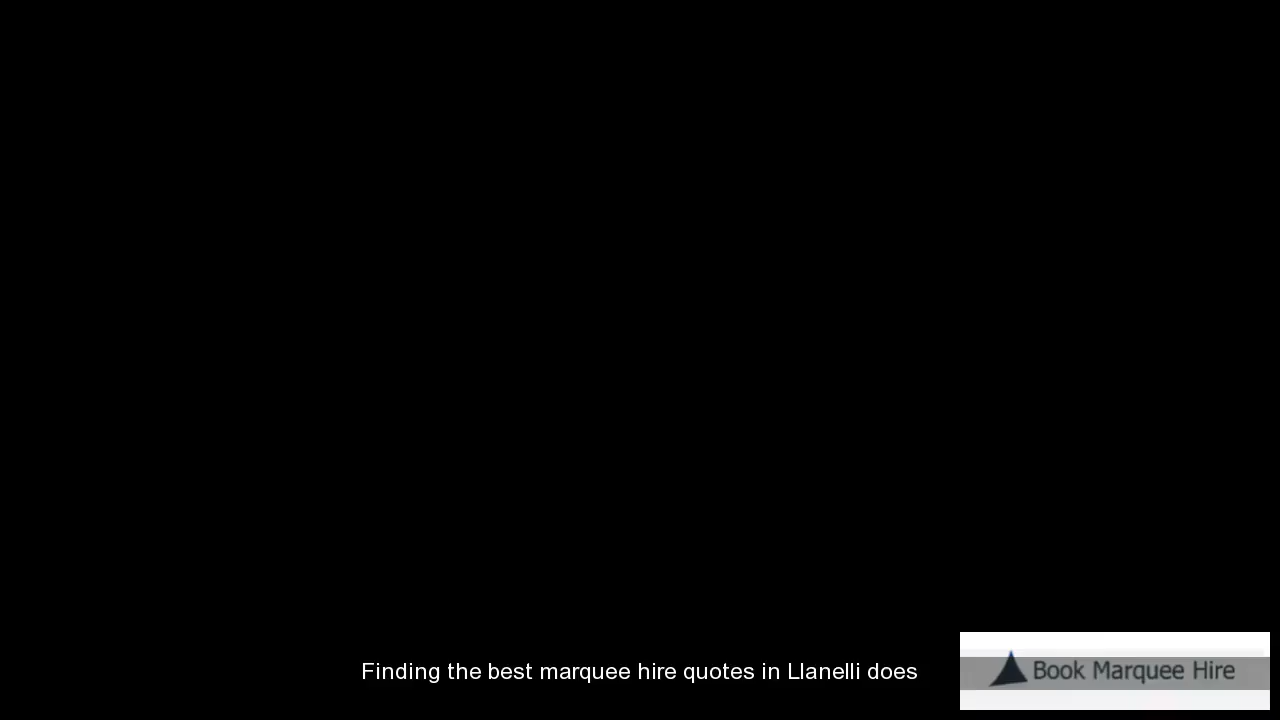 Finding the best marquee hire quotes in Llanelli does
Book Marquee Hire